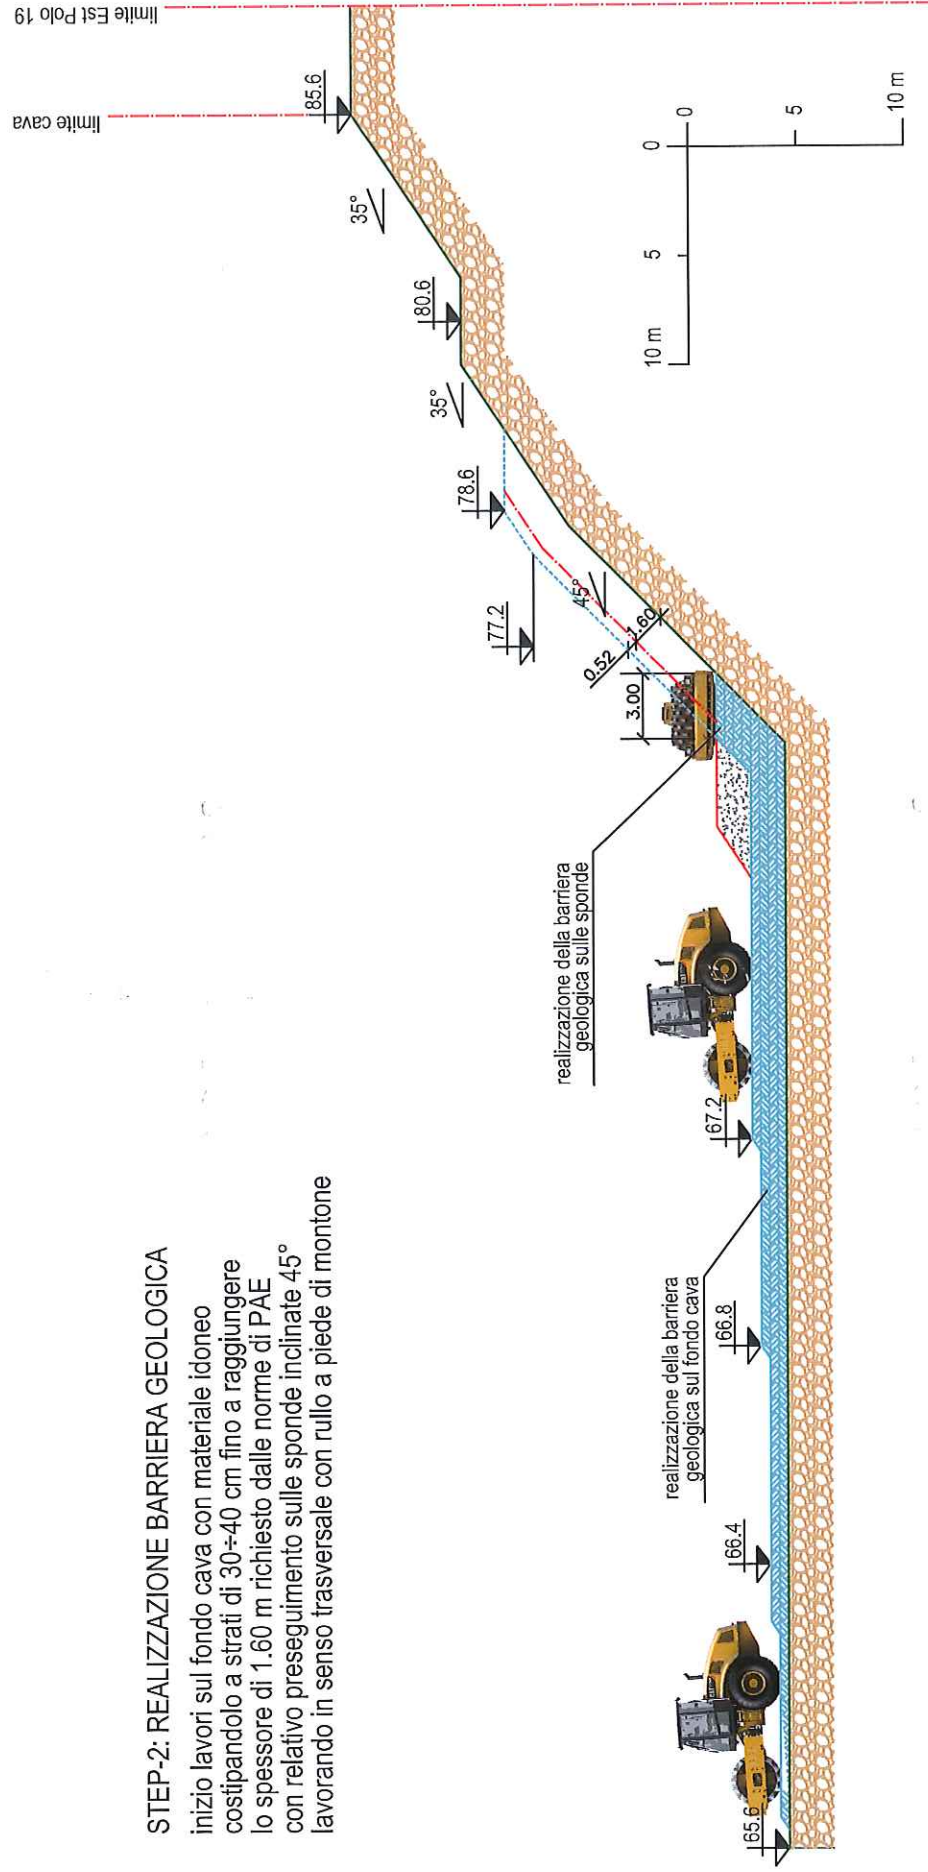 STEP-2: REALIZZAZIONE BARRIERA GEOLOGICA
inizio lavori sul fondo cava con materiale idoneo
costipandolo a strati di 30÷40 cm fino a raggiungere
lo spessore di 1.60 m richiesto dalle norme di PAE
con relativo preseguimento sulle sponde inclinate 45°
lavorando in senso trasversale con rullo a piede di montone
limite cava
limite Est Polo 19
85.6
35°
80.6
35°
78.6
77.2
45°
1.60
0.52
3.00
realizzazione della barriera
geologica sulle sponde
67.2
realizzazione della barriera
geologica sul fondo cava
66.8
66.4
65.6
10 m
5
0
0
5
10 m